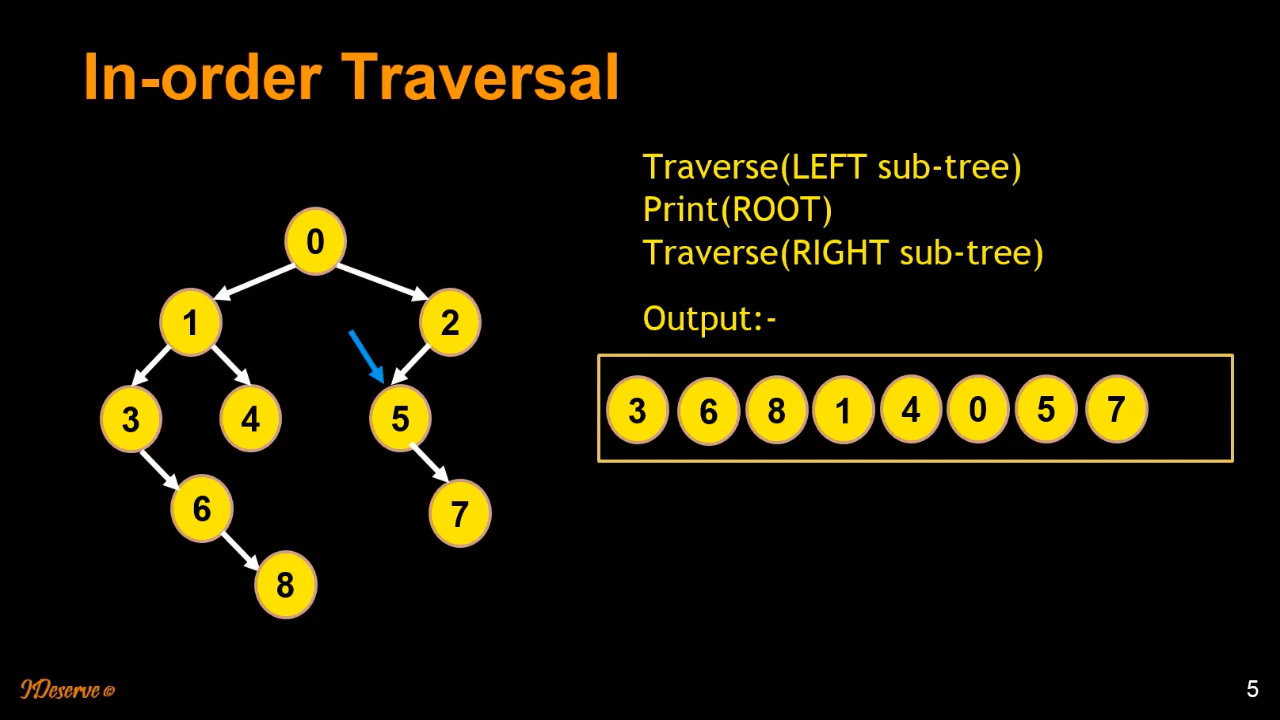 In-order Traversal
Traverse(LEFT sub-tree)
Print(ROOT)
Traverse(RIGHT sub-tree)
Output:-
3 6 8 1 4 0 5 7
0
1 2
3 4 5
6 7
8
IDeserve ©
5